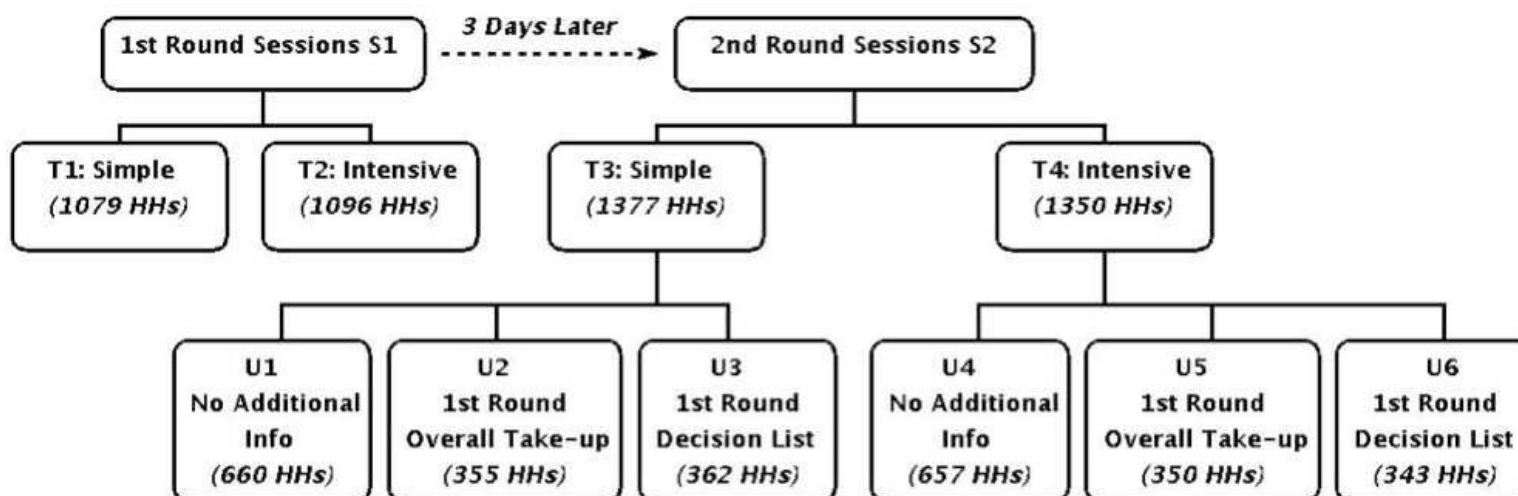 1st Round Sessions S1
3 Days Later
2nd Round Sessions S2
T1: Simple
(1079 HHs)
T2: Intensive
(1096 HHs)
T3: Simple
(1377 HHs)
T4: Intensive
(1350 HHs)
U1
No Additional
Info
(660 HHs)
U2
1st Round
Overall Take-up
(355 HHs)
U3
1st Round
Decision List
(362 HHs)
U4
No Additional
Info
(657 HHs)
U5
1st Round
Overall Take-up
(350 HHs)
U6
1st Round
Decision List
(343 HHs)